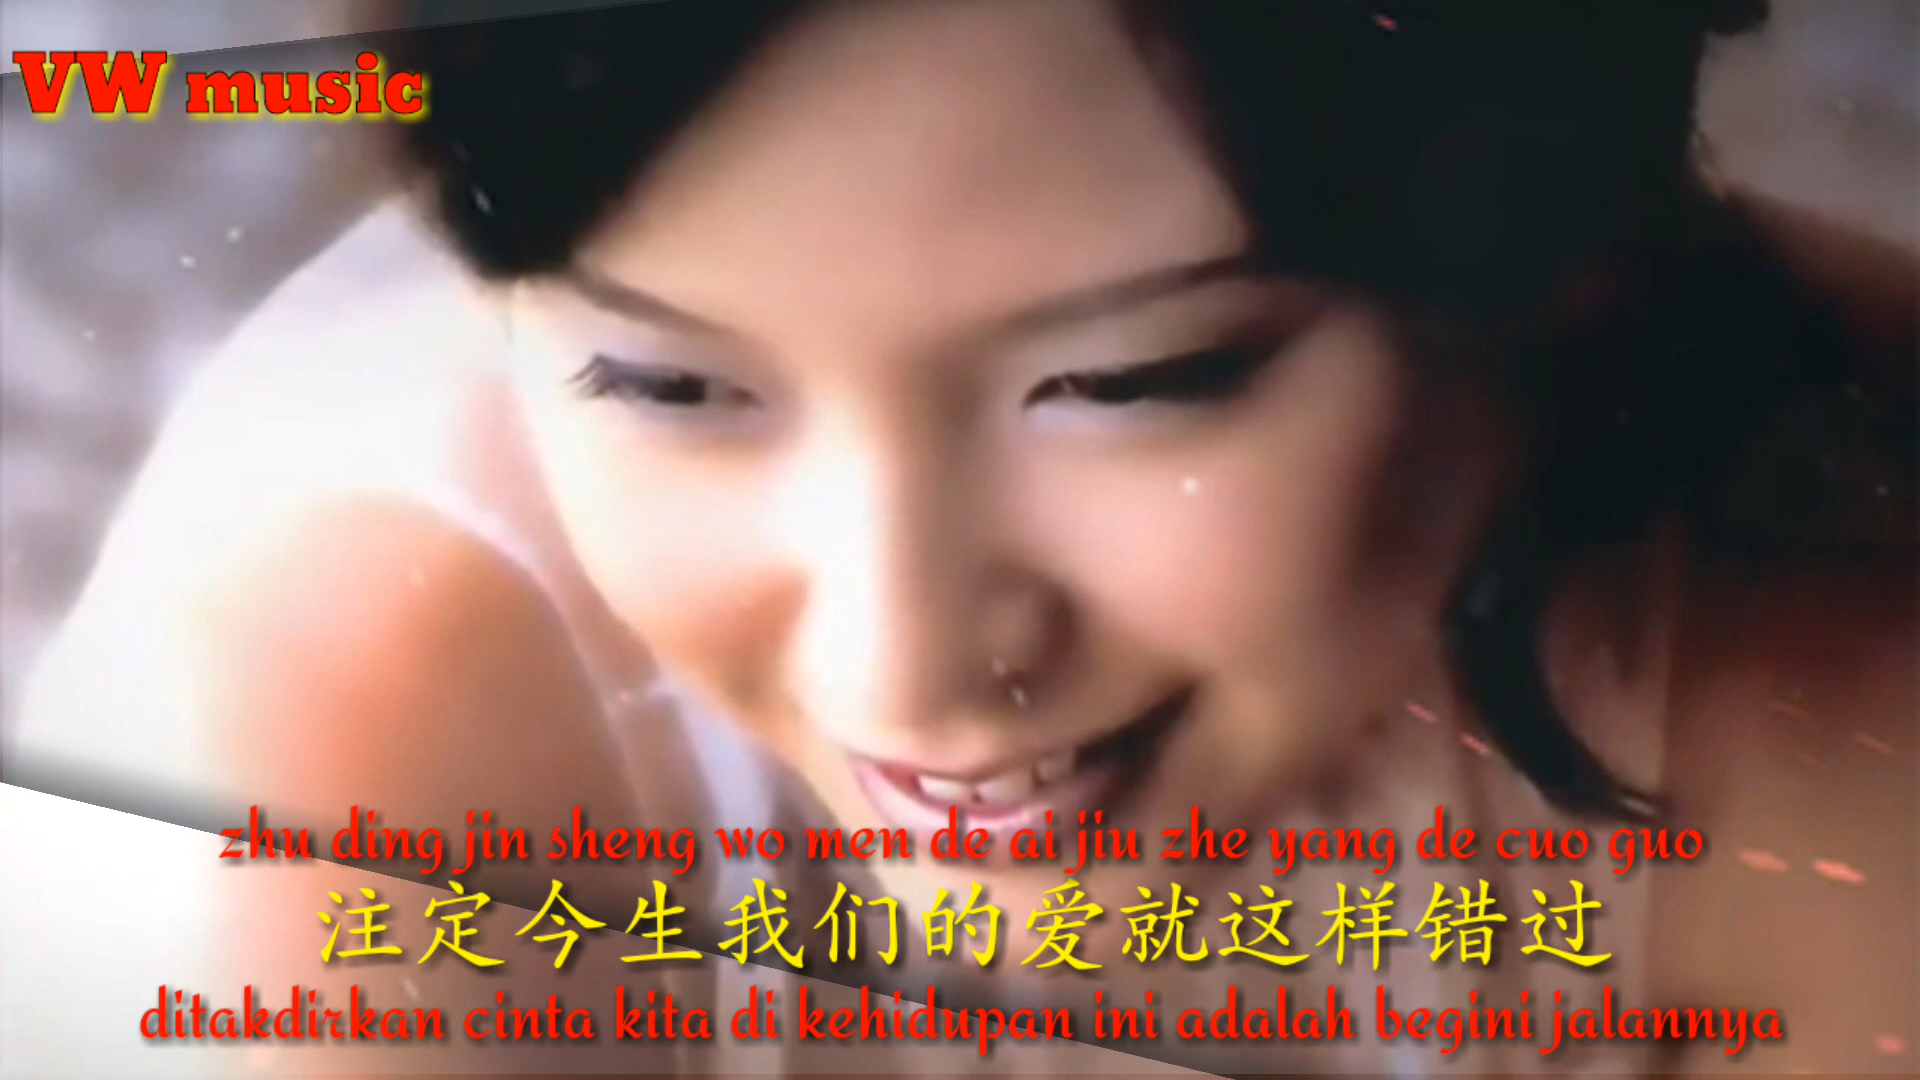 VW music
zhu ding jin sheng wo men de ai jiu zhe yang de cuo guo
注定今生我们的爱就这样错过
ditakdirkan cinta kita di kehidupan ini adalah begini jalannya